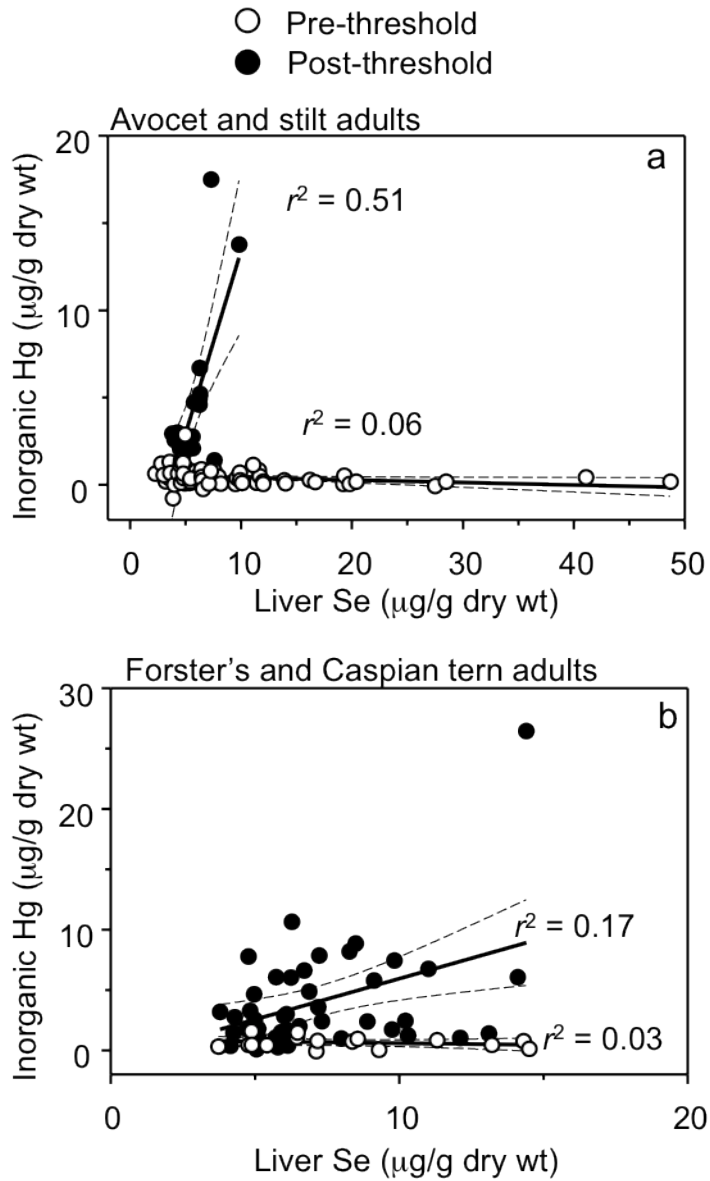 Pre-threshold
Post-threshold
Avocet and stilt adults
a
20
10
0
r² = 0.51
r² = 0.06
Inorganic Hg (µg/g dry wt)
0 10 20 30 40 50
Liver Se (µg/g dry wt)
Forster's and Caspian tern adults
b
30
20
10
0
r² = 0.17
r² = 0.03
Inorganic Hg (µg/g dry wt)
0 10 20
Liver Se (µg/g dry wt)